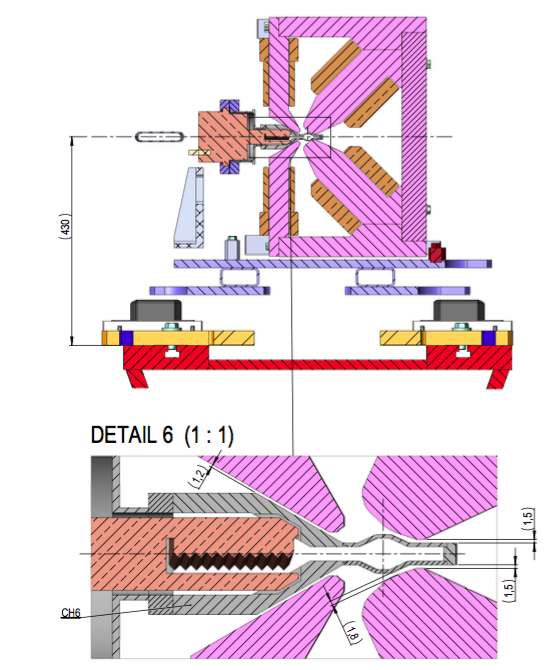 (430)
DETAIL 6 (1 : 1)
(1,2)
(1,5)
(1,5)
(1,8)
CH6